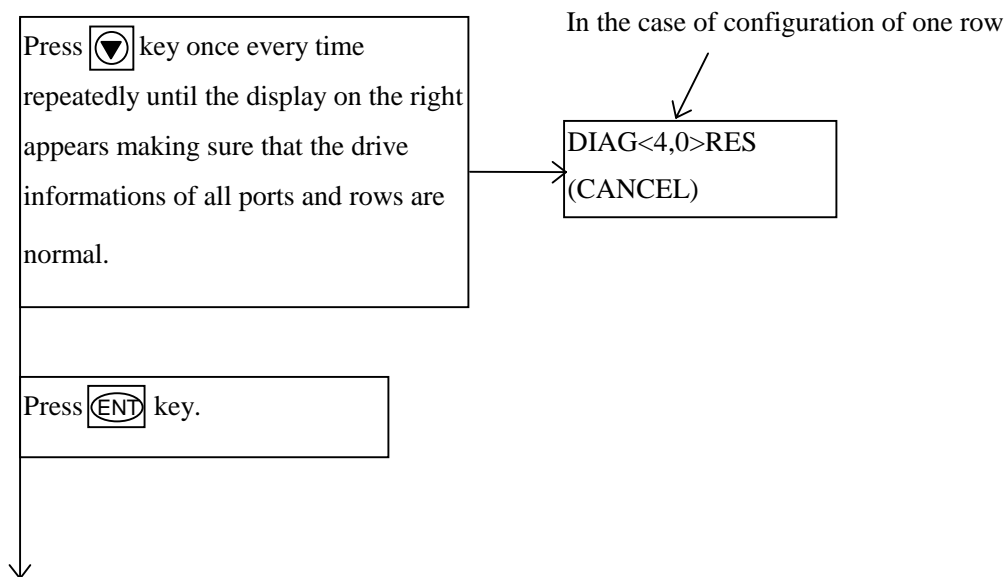 In the case of configuration of one row
Press ▼ key once every time
repeatedly until the display on the right
appears making sure that the drive
informations of all ports and rows are
normal.
DIAG<4,0>RES
(CANCEL)
Press ENT key.